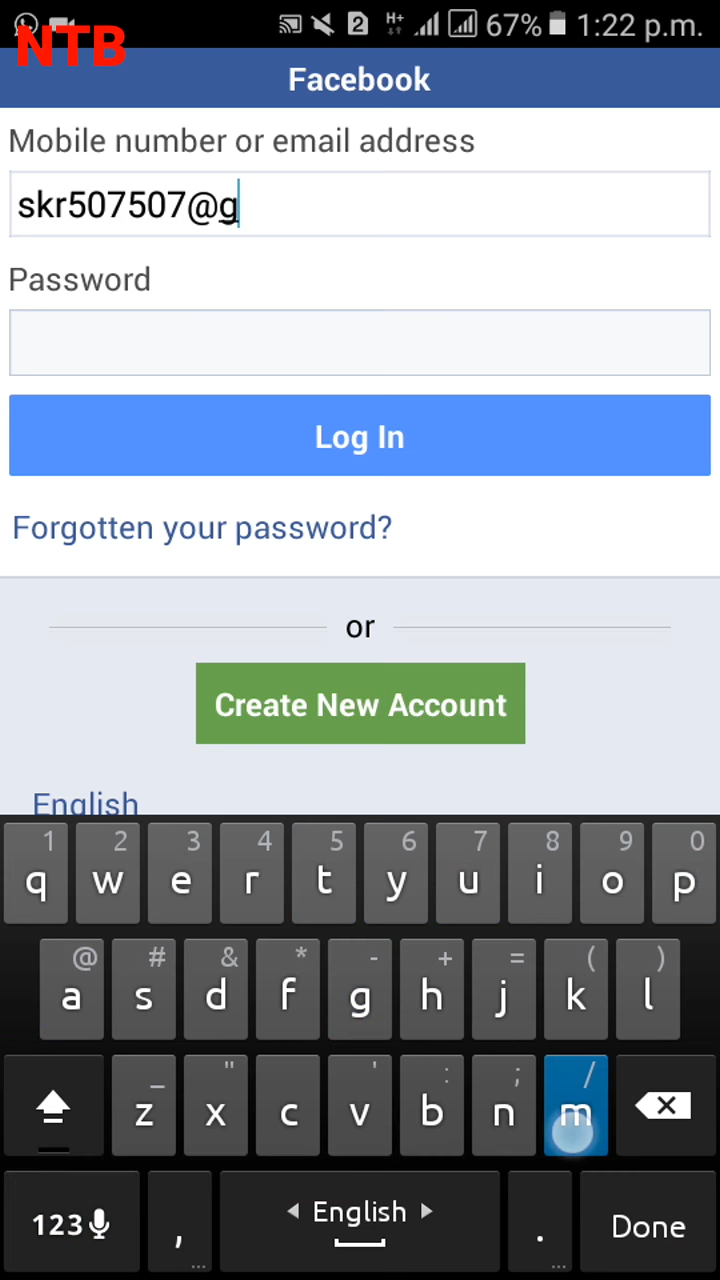 NTB
2 H+ 67% 1:22 p.m.
Facebook
Mobile number or email address
skr507507@g
Password
Log In
Forgotten your password?
or
Create New Account
English
1 2 3 4 5 6 7 8 9 0
q w e r t y u i o p
@ # & * - + = ( )
a s d f g h j k l
_ " ' : ; /
z x c v b n m
123 , English . Done